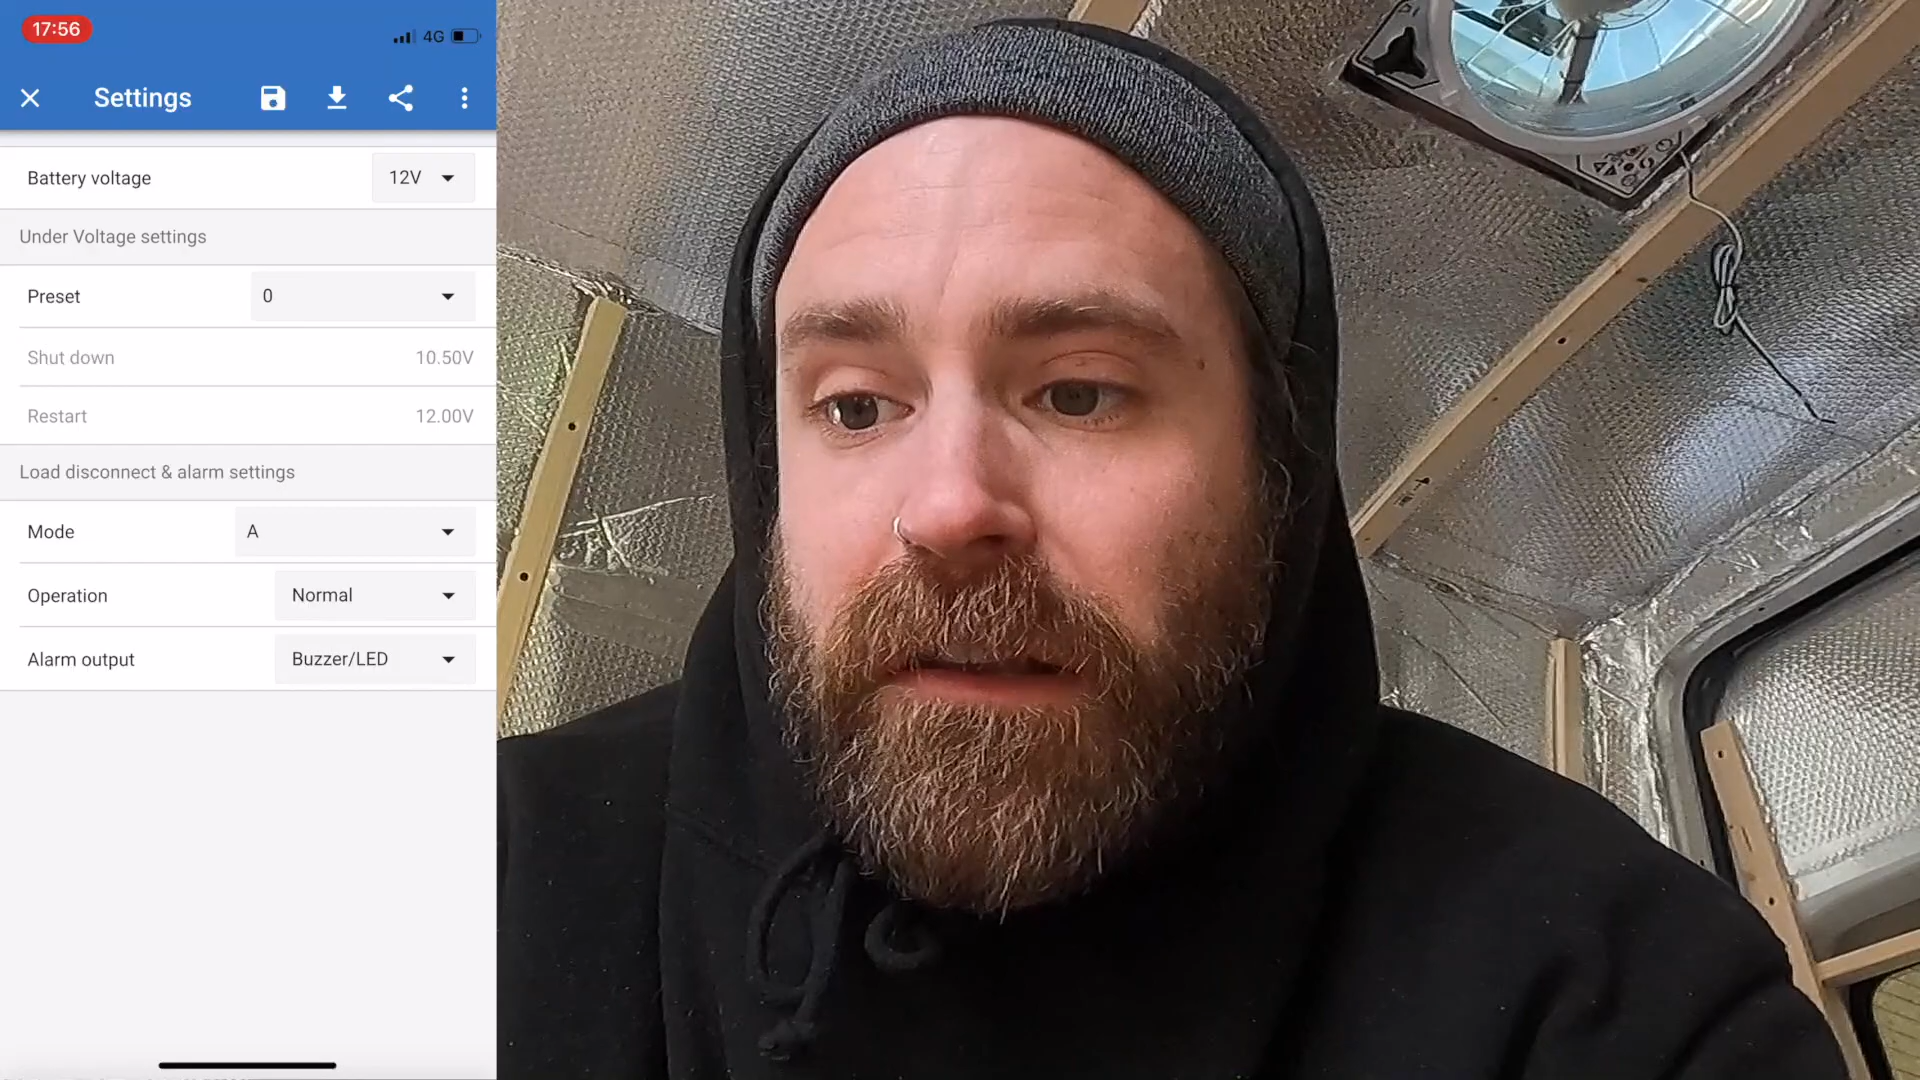 17:56
4G
Settings
Battery voltage 12V
Under Voltage settings
Preset 0
Shut down 10.50V
Restart 12.00V
Load disconnect & alarm settings
Mode A
Operation Normal
Alarm output Buzzer/LED